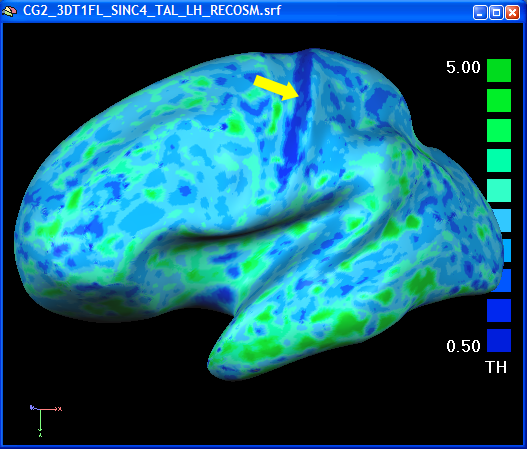 CG2_3DT1FL_SINC4_TAL_LH_RECOSM.srf
5.00
0.50
TH